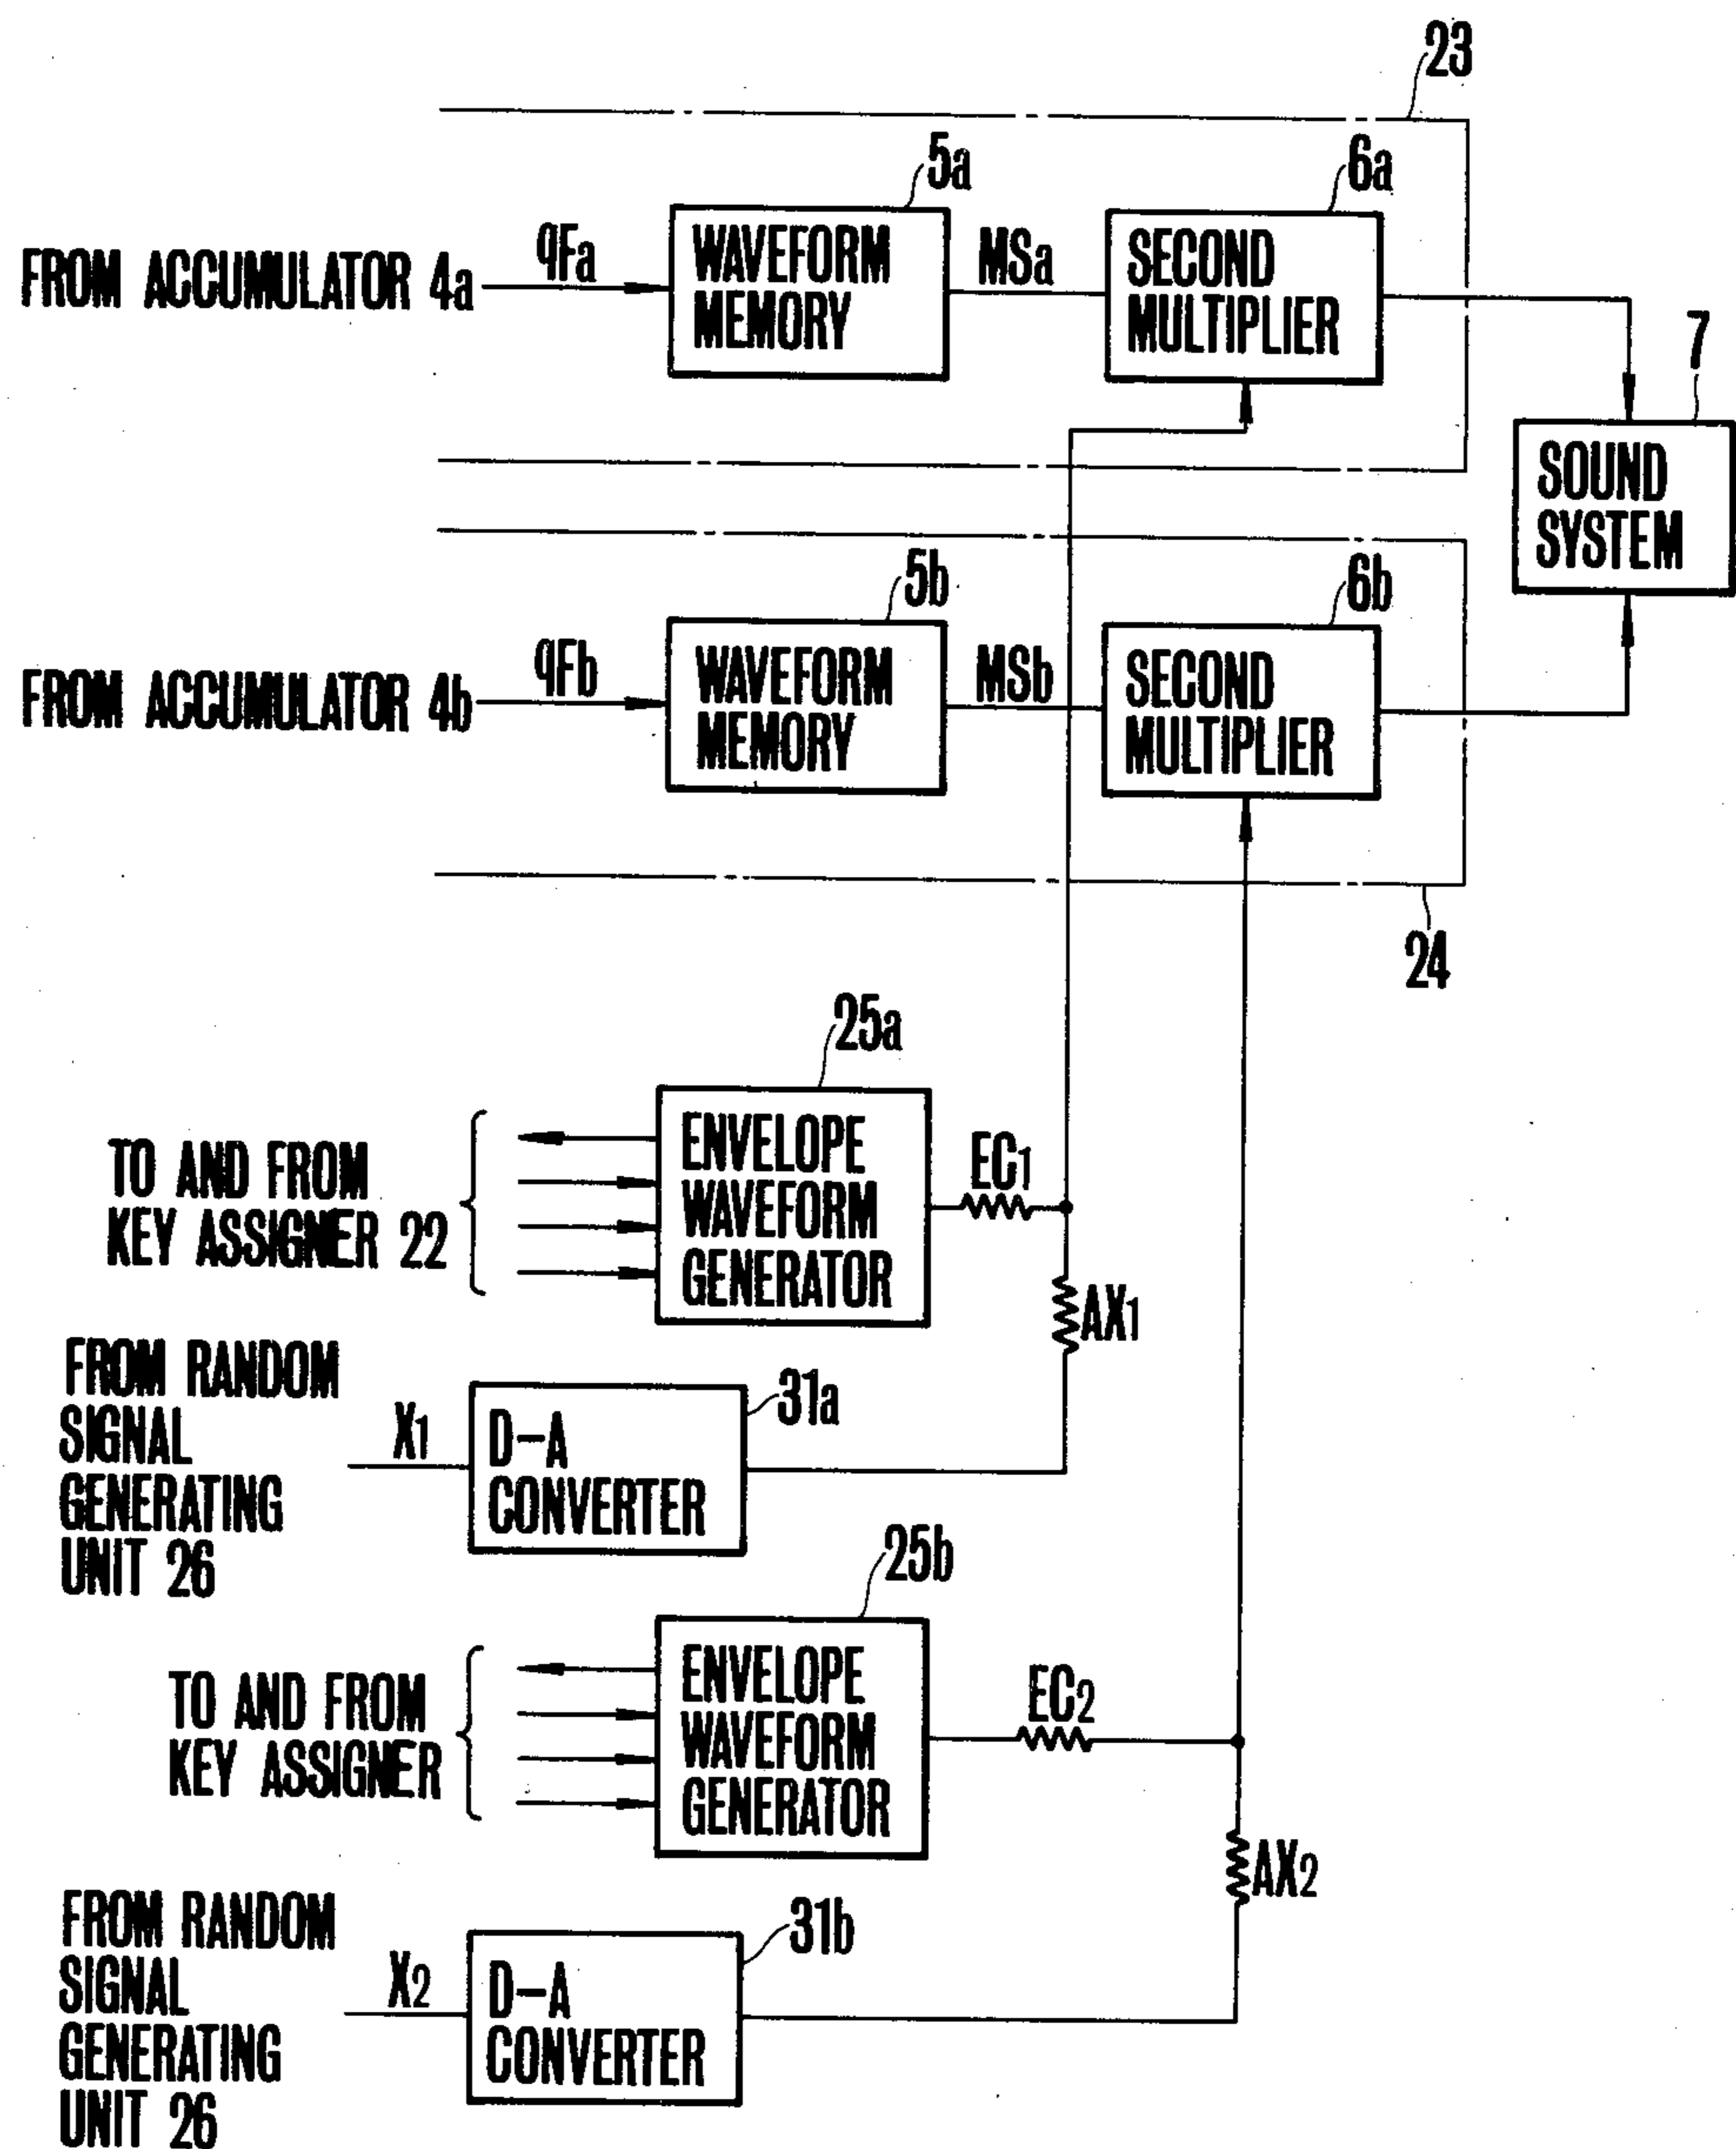 23
5a
6a
FROM ACCUMULATOR 4a
qFa
WAVEFORM
MEMORY
MSa
SECOND
MULTIPLIER
7
SOUND
SYSTEM
5b
6b
FROM ACCUMULATOR 4b
qFb
WAVEFORM
MEMORY
MSb
SECOND
MULTIPLIER
24
25a
TO AND FROM
KEY ASSIGNER 22
ENVELOPE
WAVEFORM
GENERATOR
EC1
AX1
FROM RANDOM
SIGNAL
GENERATING
UNIT 26
X1
31a
D-A
CONVERTER
25b
TO AND FROM
KEY ASSIGNER
ENVELOPE
WAVEFORM
GENERATOR
EC2
AX2
FROM RANDOM
SIGNAL
GENERATING
UNIT 26
X2
31b
D-A
CONVERTER